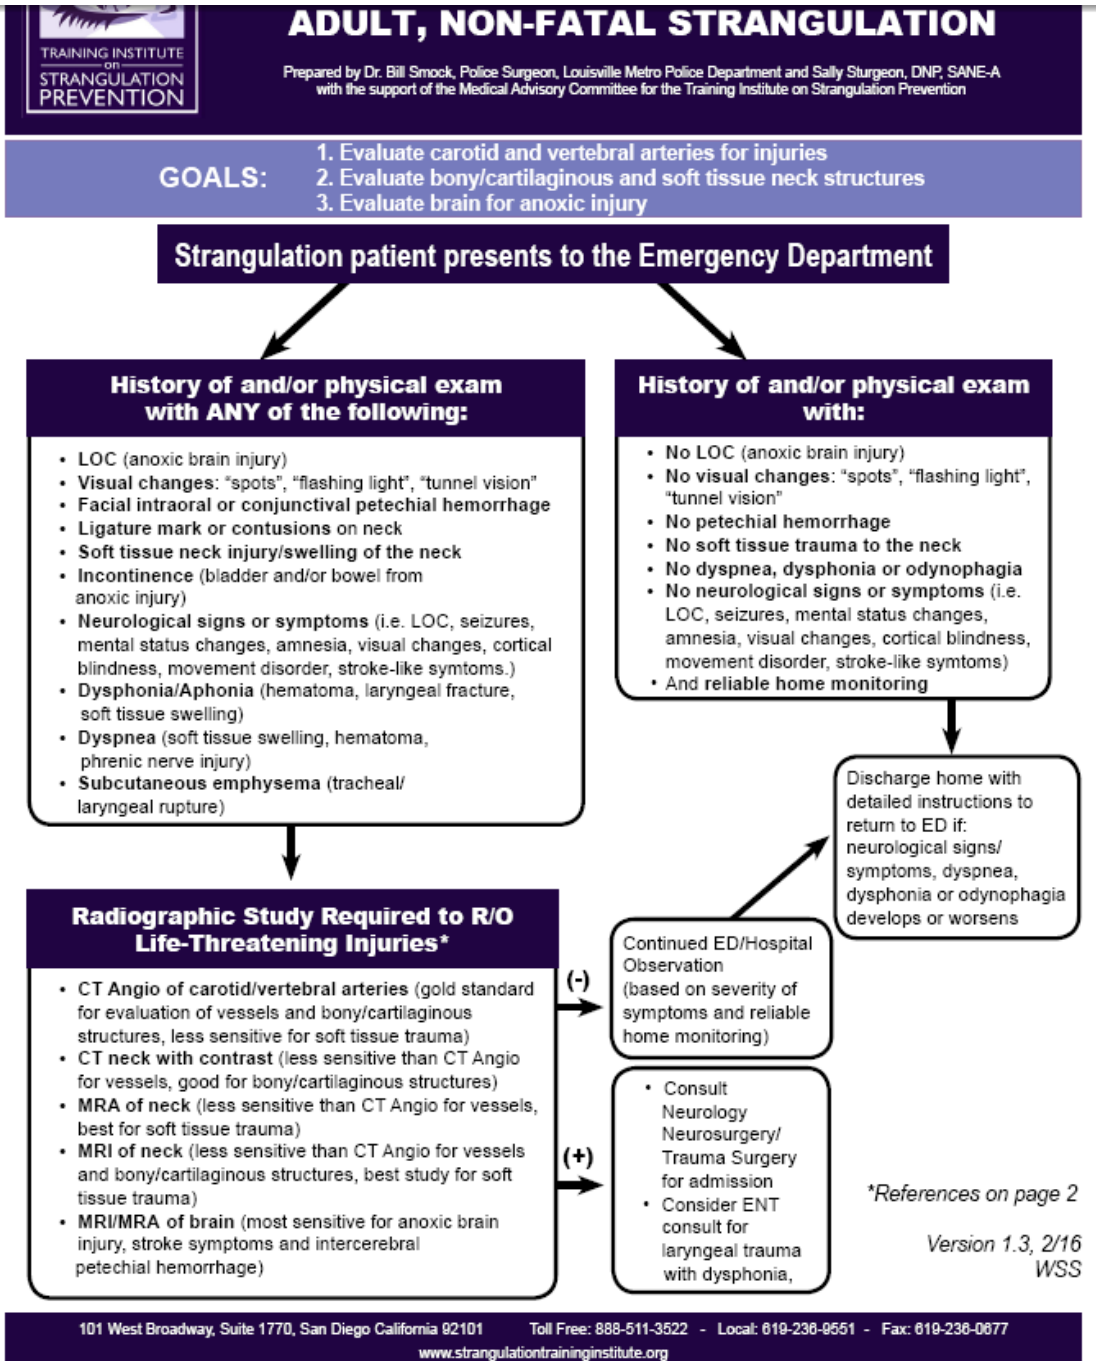 TRAINING INSTITUTE
on
STRANGULATION
PREVENTION
ADULT, NON-FATAL STRANGULATION
Prepared by Dr. Bill Smock, Police Surgeon, Louisville Metro Police Department and Sally Sturgeon, DNP, SANE-A
with the support of the Medical Advisory Committee for the Training Institute on Strangulation Prevention
GOALS:
1. Evaluate carotid and vertebral arteries for injuries
2. Evaluate bony/cartilaginous and soft tissue neck structures
3. Evaluate brain for anoxic injury
Strangulation patient presents to the Emergency Department
History of and/or physical exam
with ANY of the following:
• LOC (anoxic brain injury)
• Visual changes: “spots”, “flashing light”, “tunnel vision”
• Facial intraoral or conjunctival petechial hemorrhage
• Ligature mark or contusions on neck
• Soft tissue neck injury/swelling of the neck
• Incontinence (bladder and/or bowel from
anoxic injury)
• Neurological signs or symptoms (i.e. LOC, seizures,
mental status changes, amnesia, visual changes, cortical
blindness, movement disorder, stroke-like symtoms.)
• Dysphonia/Aphonia (hematoma, laryngeal fracture,
soft tissue swelling)
• Dyspnea (soft tissue swelling, hematoma,
phrenic nerve injury)
• Subcutaneous emphysema (tracheal/
laryngeal rupture)
History of and/or physical exam
with:
• No LOC (anoxic brain injury)
• No visual changes: “spots”, “flashing light”,
“tunnel vision”
• No petechial hemorrhage
• No soft tissue trauma to the neck
• No dyspnea, dysphonia or odynophagia
• No neurological signs or symptoms (i.e.
LOC, seizures, mental status changes,
amnesia, visual changes, cortical blindness,
movement disorder, stroke-like symtoms)
• And reliable home monitoring
Discharge home with
detailed instructions to
return to ED if:
neurological signs/
symptoms, dyspnea,
dysphonia or odynophagia
develops or worsens
Radiographic Study Required to R/O
Life-Threatening Injuries*
• CT Angio of carotid/vertebral arteries (gold standard
for evaluation of vessels and bony/cartilaginous
structures, less sensitive for soft tissue trauma)
• CT neck with contrast (less sensitive than CT Angio
for vessels, good for bony/cartilaginous structures)
• MRA of neck (less sensitive than CT Angio for vessels,
best for soft tissue trauma)
• MRI of neck (less sensitive than CT Angio for vessels
and bony/cartilaginous structures, best study for soft
tissue trauma)
• MRI/MRA of brain (most sensitive for anoxic brain
injury, stroke symptoms and intercerebral
petechial hemorrhage)
(-)
Continued ED/Hospital
Observation
(based on severity of
symptoms and reliable
home monitoring)
(+)
• Consult
Neurology
Neurosurgery/
Trauma Surgery
for admission
• Consider ENT
consult for
laryngeal trauma
with dysphonia,
*References on page 2
Version 1.3, 2/16
WSS
101 West Broadway, Suite 1770, San Diego California 92101 Toll Free: 888-511-3522 - Local: 619-236-9551 - Fax: 619-236-0677
www.strangulationtraininginstitute.org